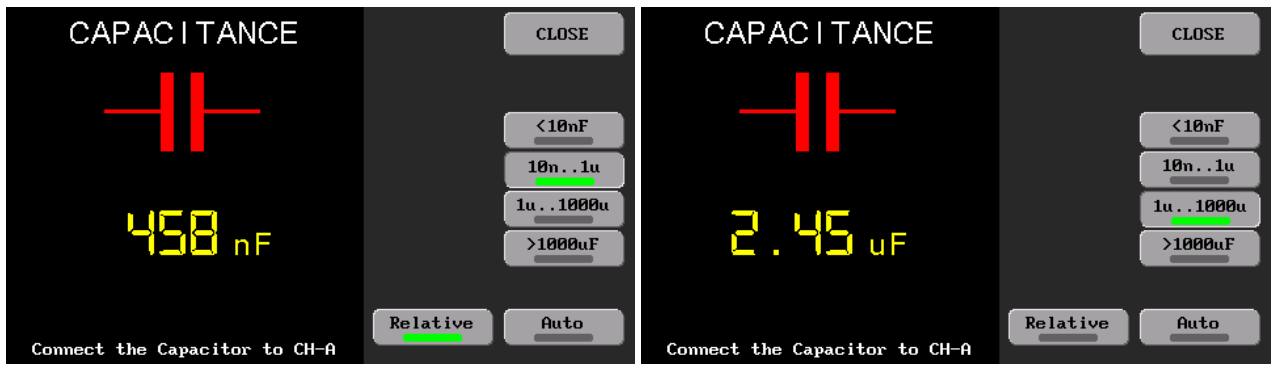 CAPACITANCE
CLOSE
<10nF
10n..1u
1u..1000u
458 nF
>1000uF
Relative
Auto
Connect the Capacitor to CH-A
CAPACITANCE
CLOSE
<10nF
10n..1u
1u..1000u
2.45 uF
>1000uF
Relative
Auto
Connect the Capacitor to CH-A